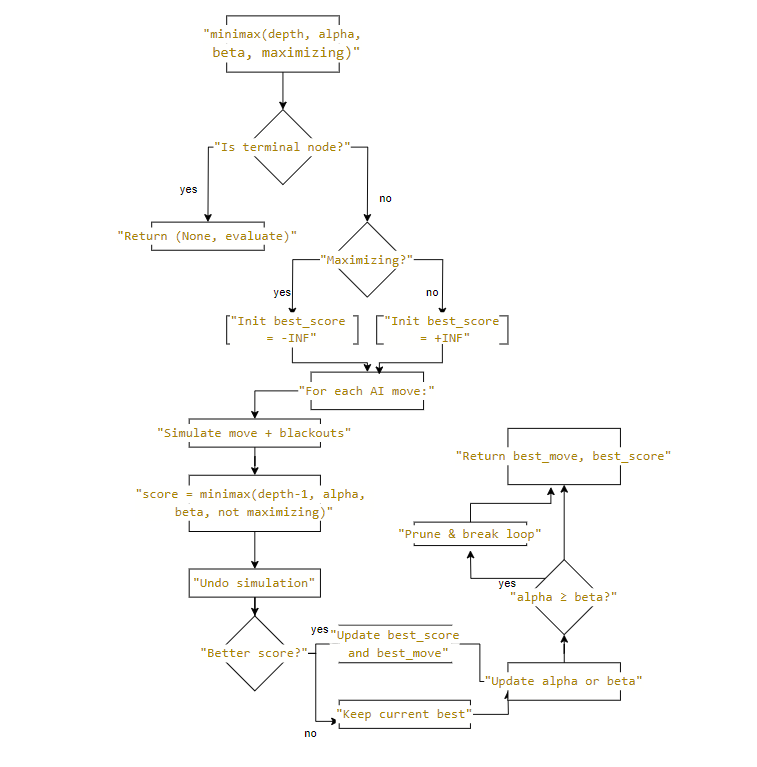 "minimax(depth, alpha,
beta, maximizing)"
"Is terminal node?"
yes
no
"Return (None, evaluate)"
"Maximizing?"
yes
no
"Init best_score
= -INF"
"Init best_score
= +INF"
"For each AI move:"
"Simulate move + blackouts"
"score = minimax(depth-1, alpha,
beta, not maximizing)"
"Undo simulation"
"Better score?"
yes
"Update best_score
and best_move"
no
"Keep current best"
"Update alpha or beta"
"alpha ≥ beta?"
yes
"Prune & break loop"
"Return best_move, best_score"